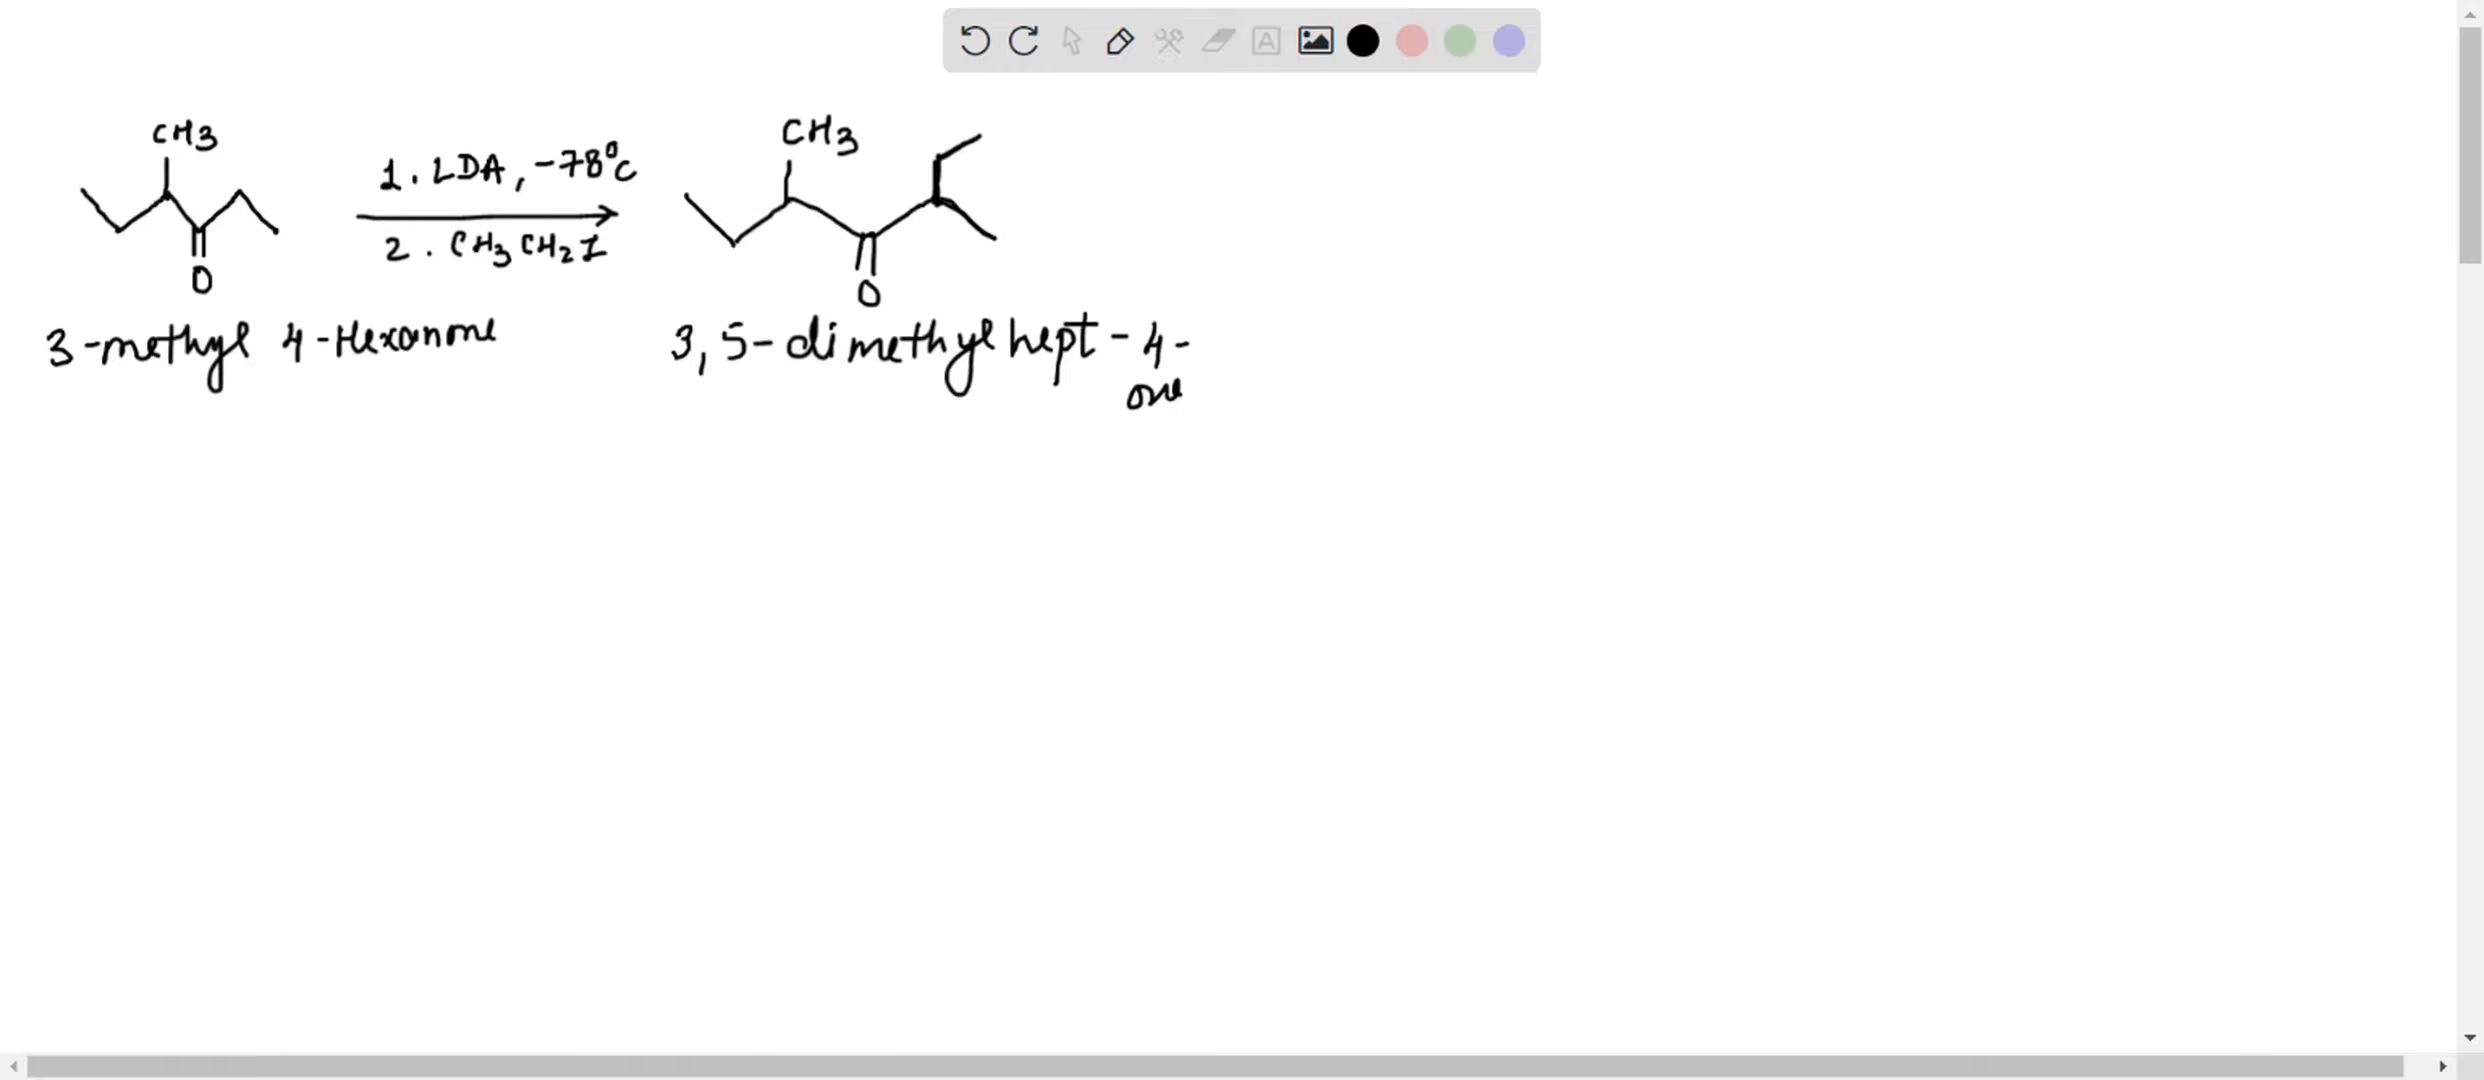 CH3
1. LDA, -78°C
2. CH3CH2I
O
3-methyl 4-Hexanone
CH3
O
3,5-dimethyl hept-4-
one
A